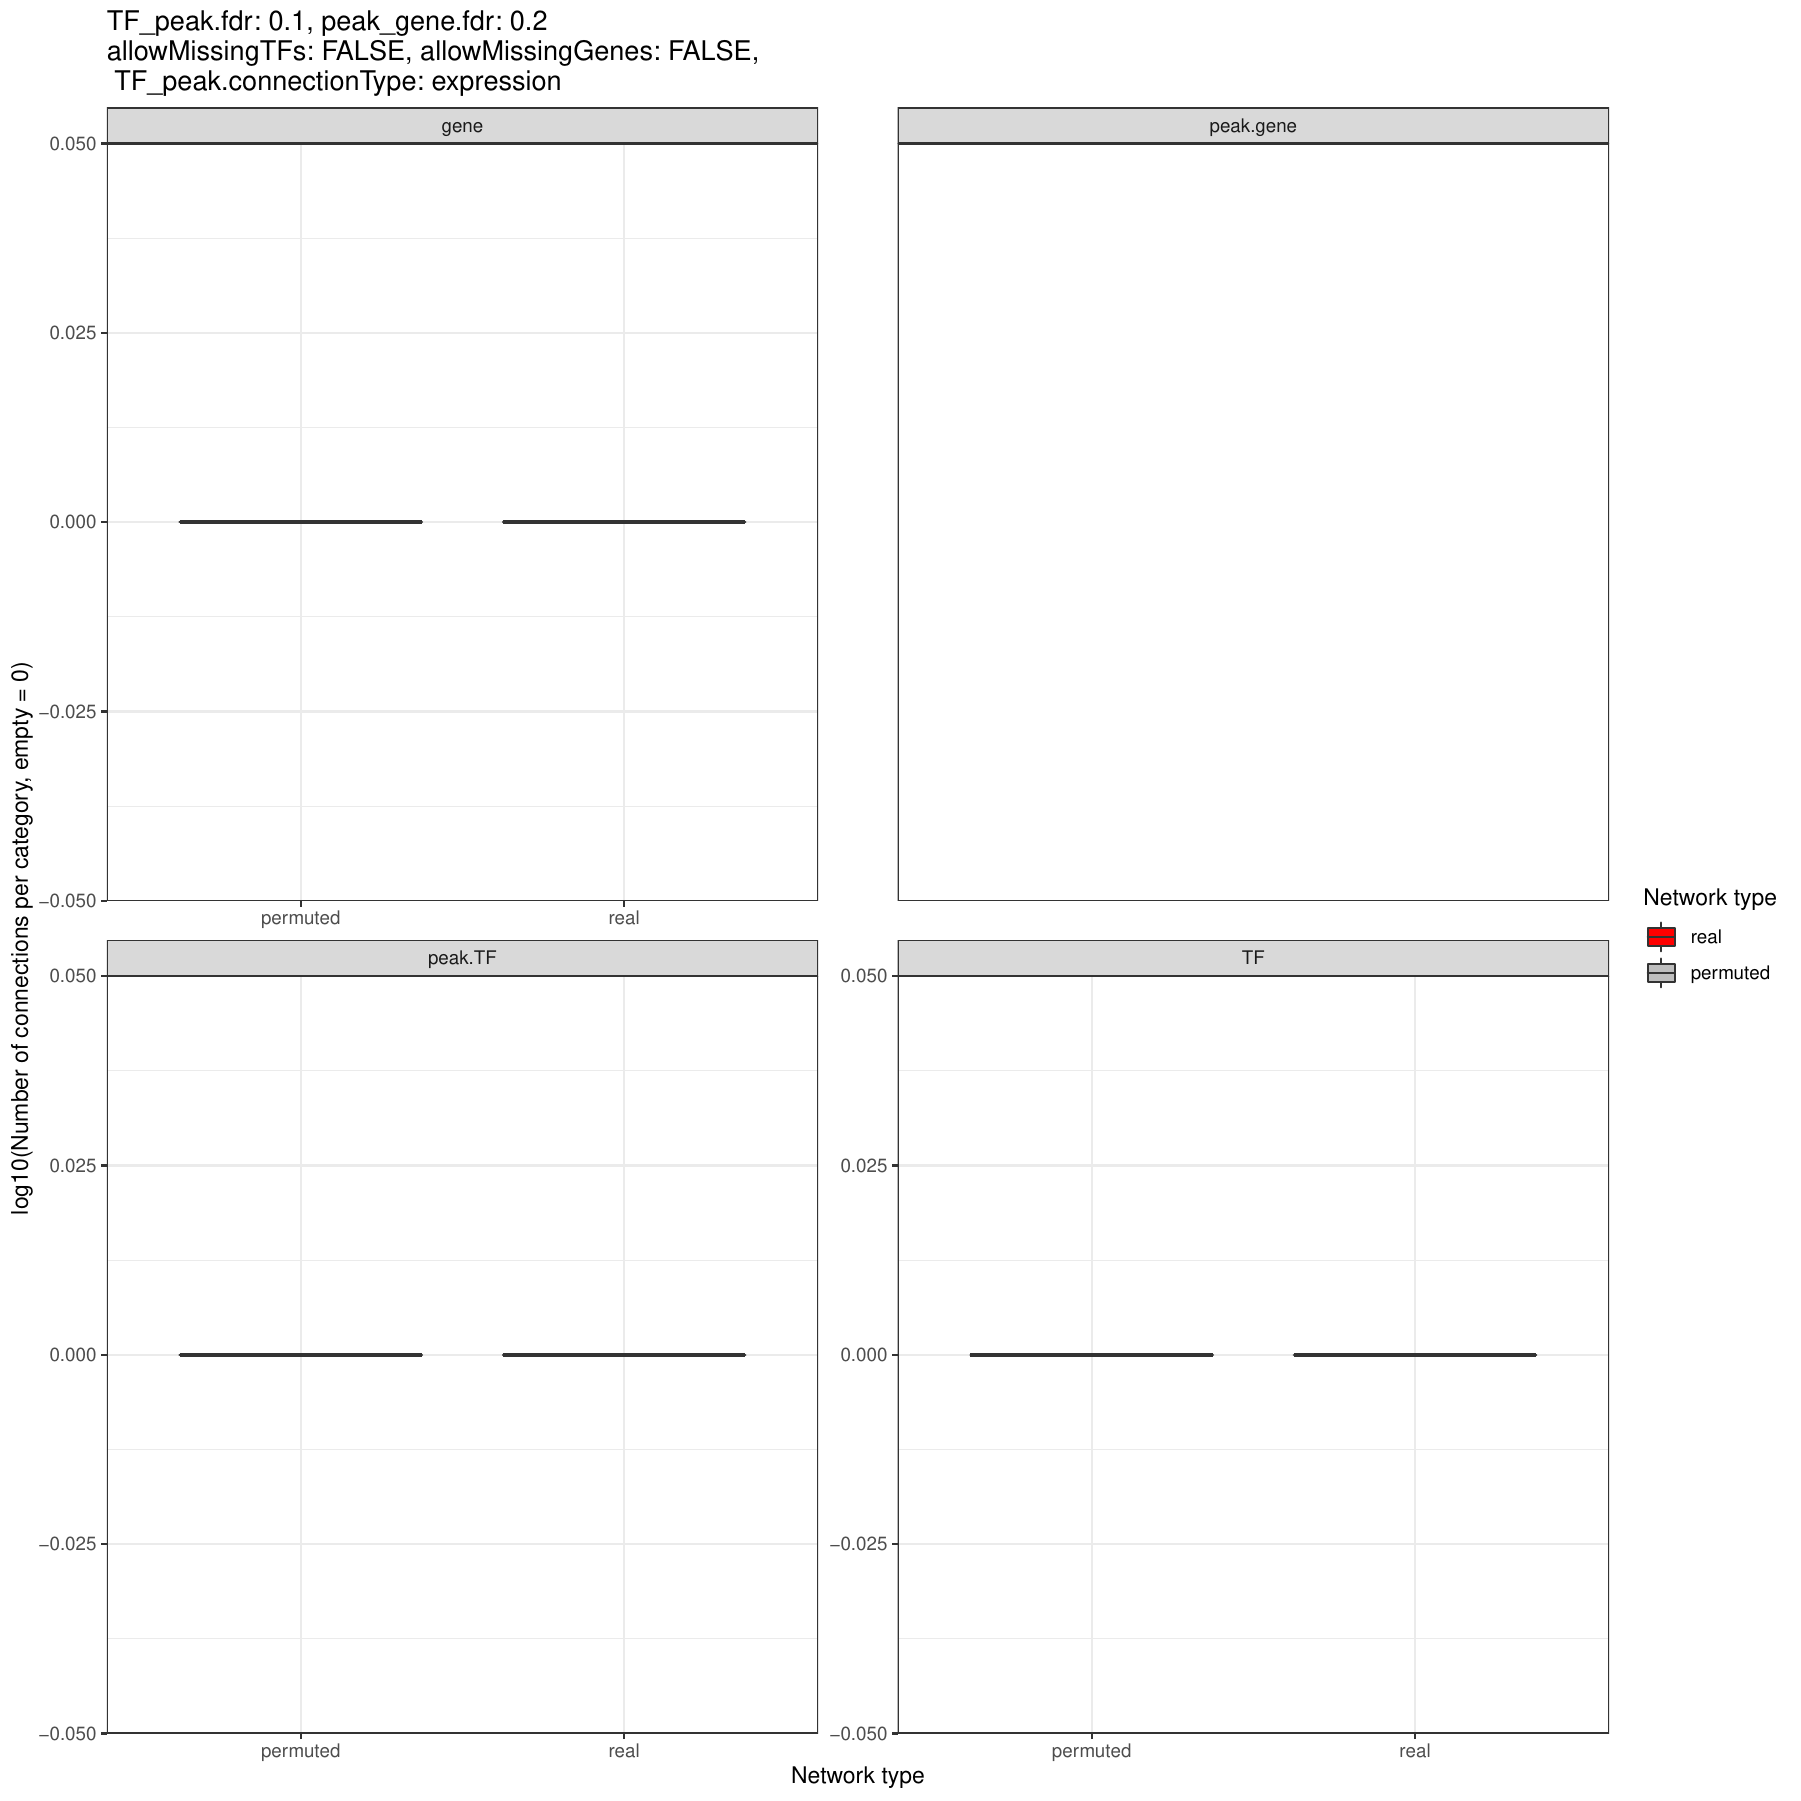 TF_peak.fdr: 0.1, peak_gene.fdr: 0.2
allowMissingTFs: FALSE, allowMissingGenes: FALSE,
TF_peak.connectionType: expression
gene
peak.gene
0.050
0.025
0.000
−0.025
−0.050
permuted real
peak.TF
TF
0.050
0.025
0.000
−0.025
−0.050
permuted real
0.050
0.025
0.000
−0.025
−0.050
permuted real
Network type
log10(Number of connections per category, empty = 0)
Network type
real
permuted